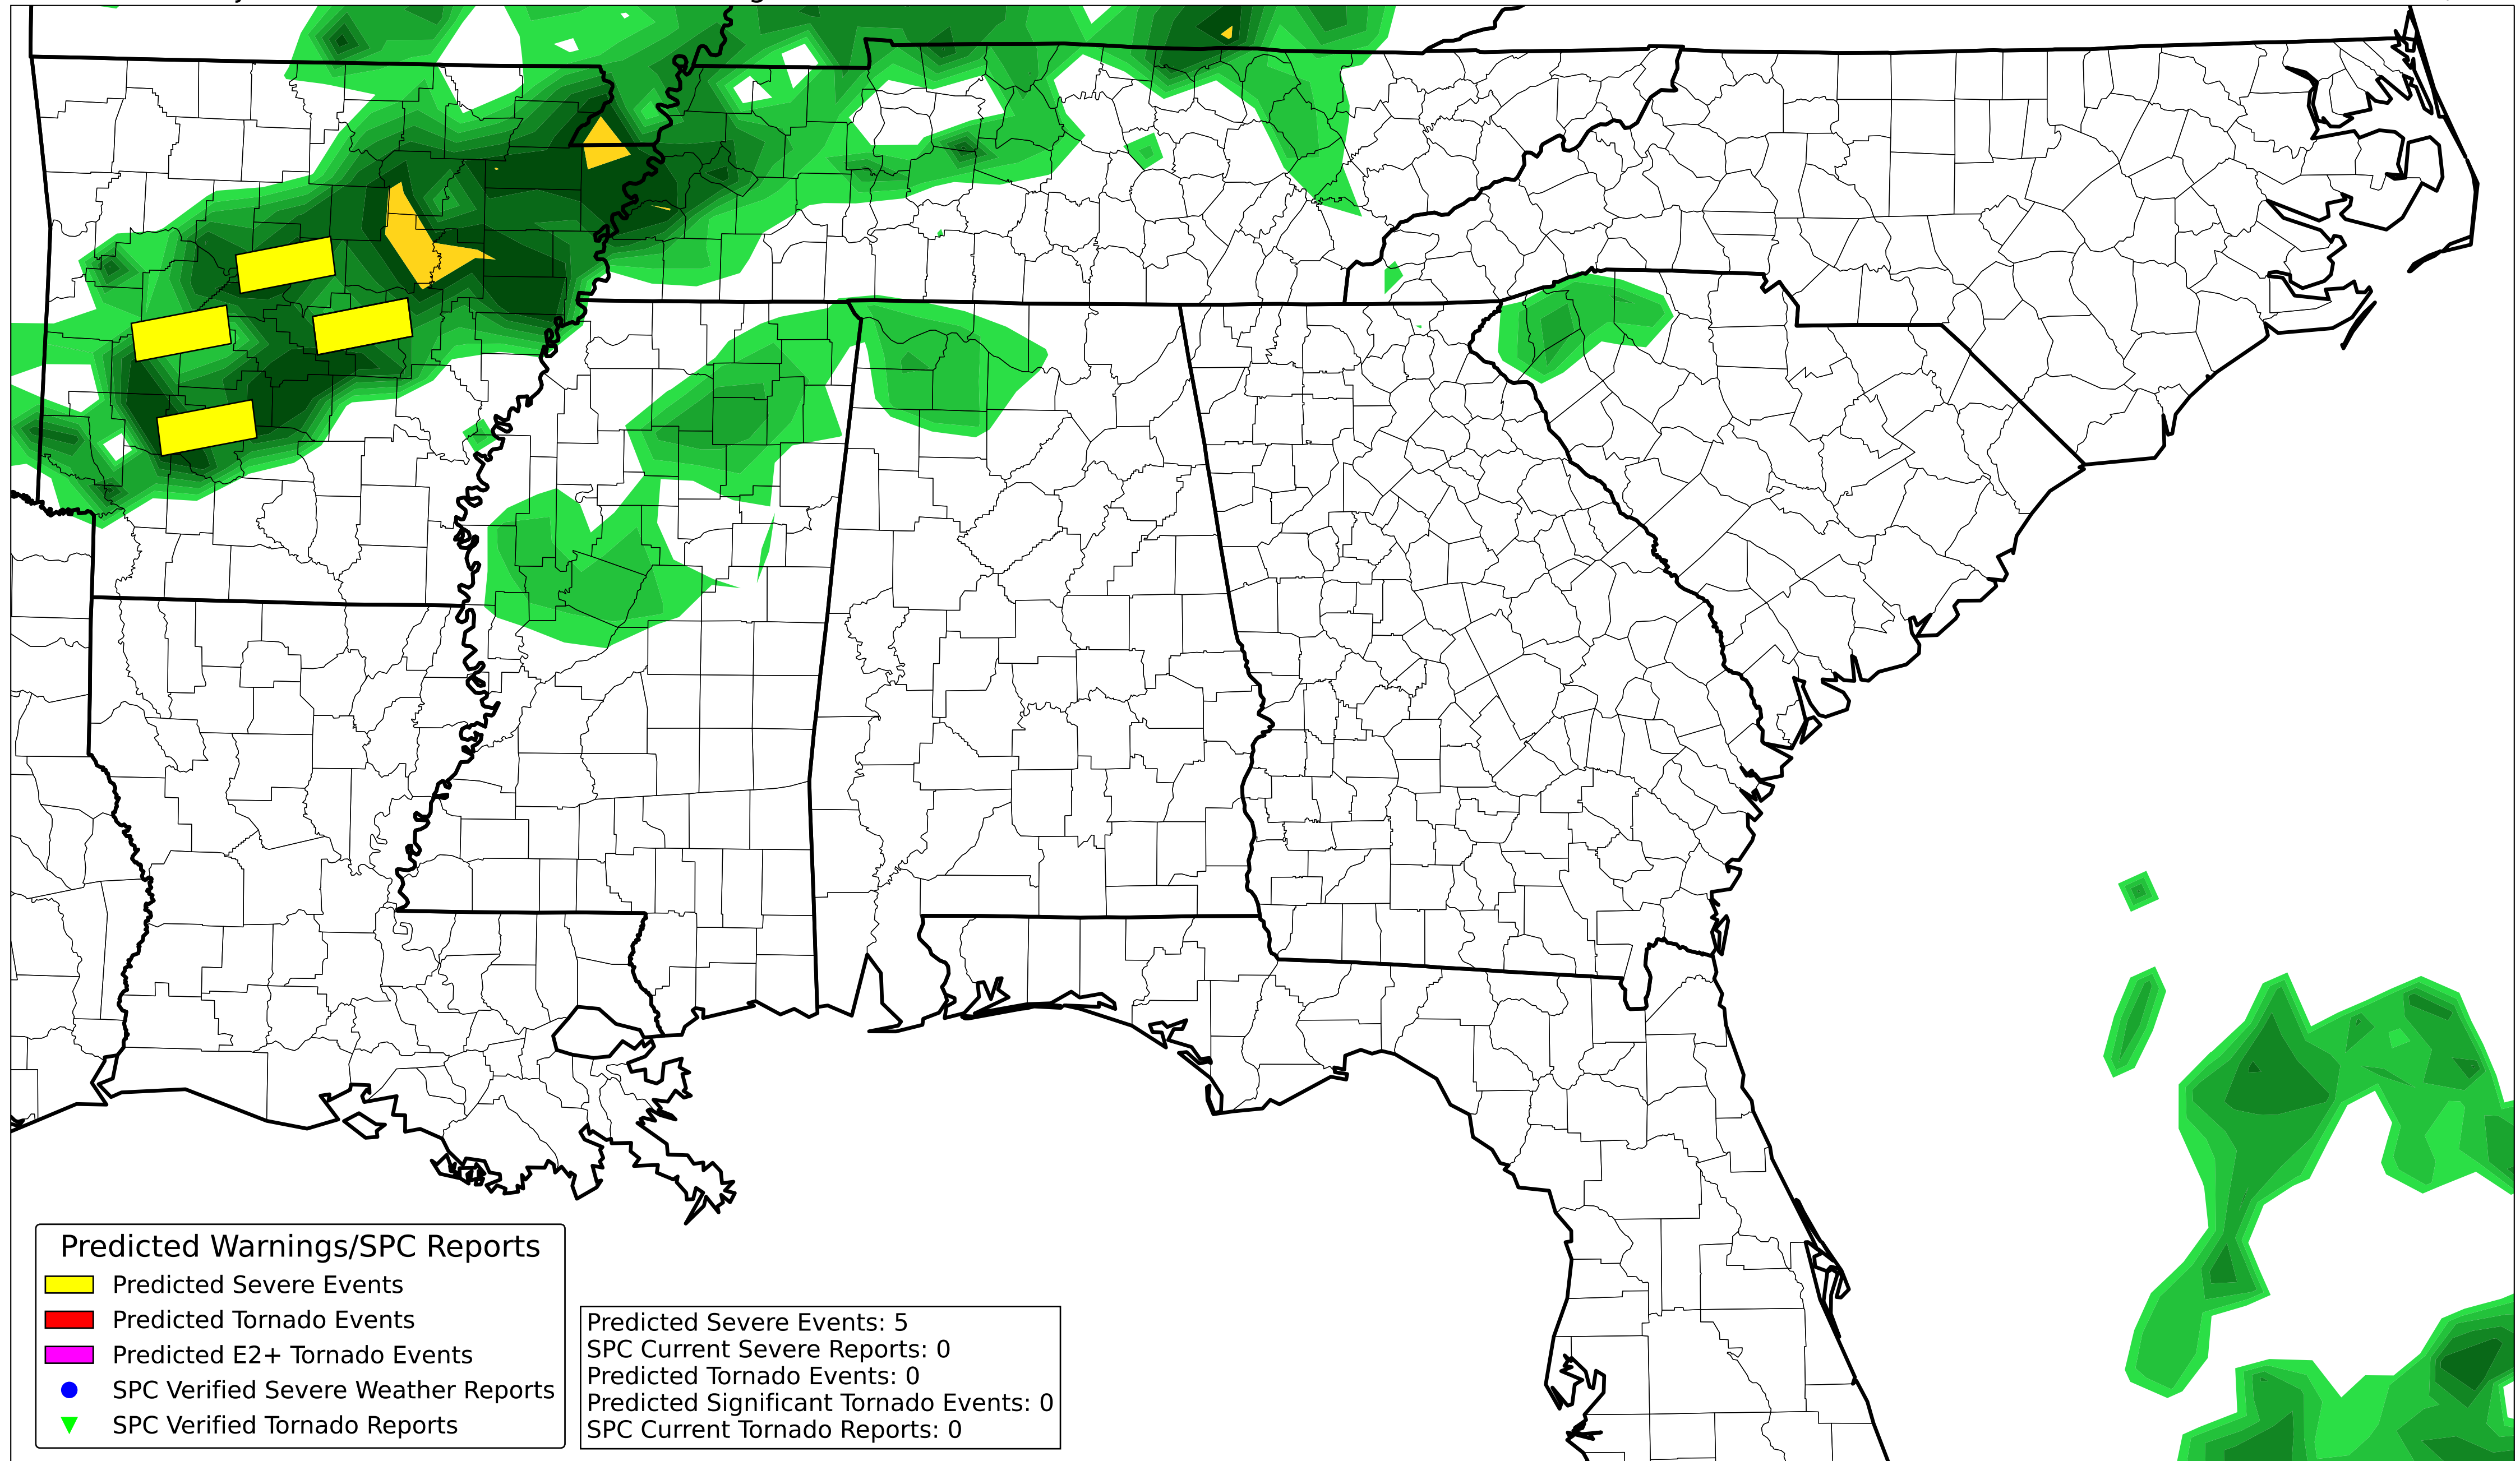 Predicted Warnings/SPC Reports
Predicted Severe Events
Predicted Tornado Events
Predicted E2+ Tornado Events
SPC Verified Severe Weather Reports
SPC Verified Tornado Reports
Predicted Severe Events: 5
SPC Current Severe Reports: 0
Predicted Tornado Events: 0
Predicted Significant Tornado Events: 0
SPC Current Tornado Reports: 0